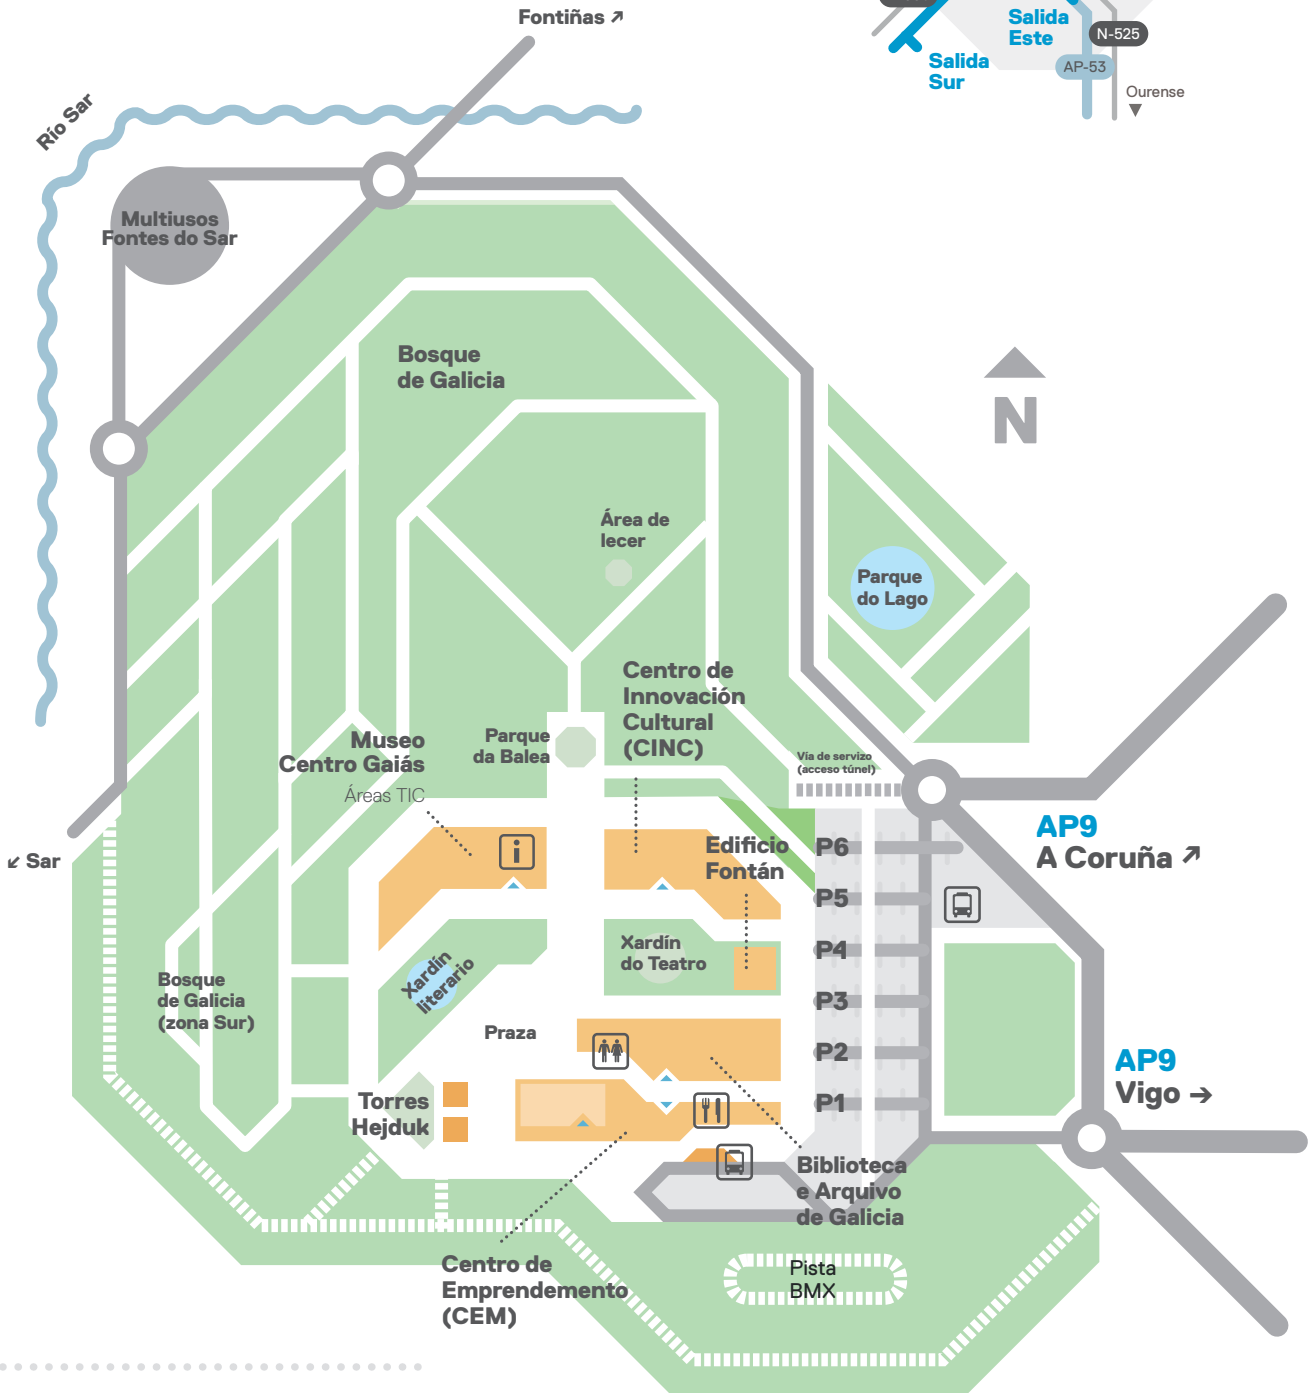 Fontiñas ↗
Salida
Este
N-525
Salida
Sur
AP-53
Ourense
Río Sar
Multiusos
Fontes do Sar
Bosque
de Galicia
N
Área de
lecer
Parque
do Lago
Centro de
Innovación
Cultural
(CINC)
Parque
da Balea
Museo
Centro Gaiás
Áreas TIC
Vía de servizo
(acceso túnel)
AP9
A Coruña ↗
↙ Sar
i
Edificio
Fontán
P6
P5
P4
P3
P2
P1
Xardín
do Teatro
Xardín
literario
Bosque
de Galicia
(zona Sur)
Praza
AP9
Vigo →
Torres
Hejduk
Biblioteca
e Arquivo
de Galicia
Centro de
Emprendemento
(CEM)
Pista
BMX